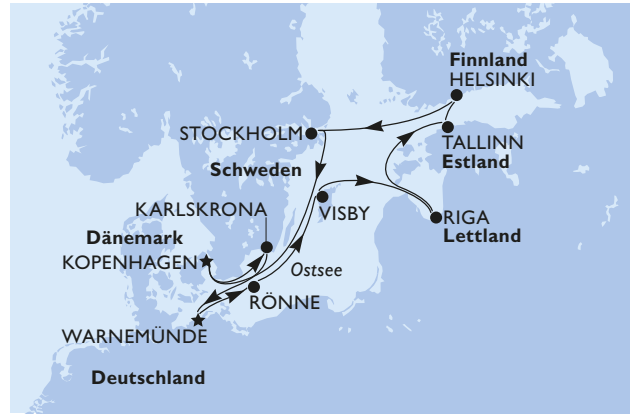 Finnland
HELSINKI
STOCKHOLM
TALLINN
Estland
Schweden
KARLSKRONA
VISBY
RIGA
Lettland
Dänemark
KOPENHAGEN
Ostsee
RÖNNE
WARNEMÜNDE
Deutschland